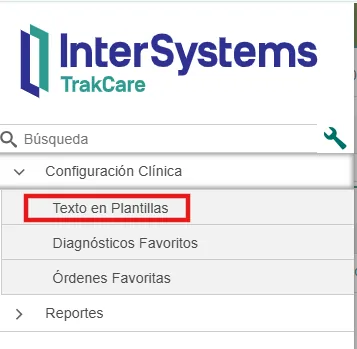 InterSystems
TrakCare
Búsqueda
Configuración Clínica
Texto en Plantillas
Diagnósticos Favoritos
Órdenes Favoritas
Reportes